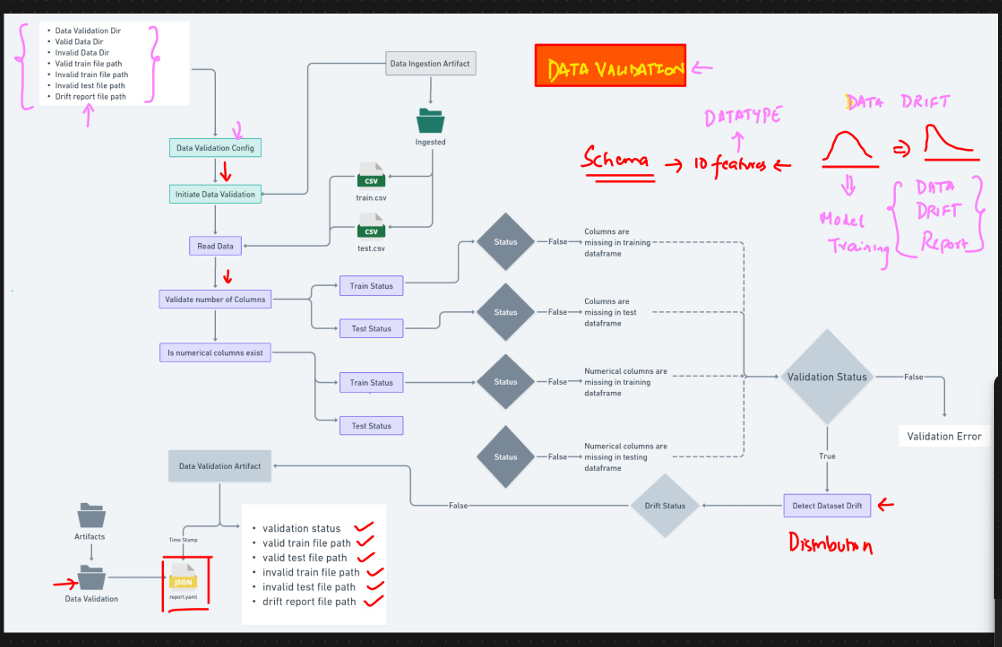 • Data Validation Dir
• Valid Data Dir
• Invalid Data Dir
• Valid train file path
• Invalid train file path
• Invalid test file path
• Drift report file path
Data Ingestion Artifact
DATA VALIDATION
DATA DRIFT
DATATYPE
Ingested
Data Validation Config
Schema → 10 features ←
Initiate Data Validation
CSV
train.csv
CSV
test.csv
Model
Training
DATA
DRIFT
Report
Read Data
Validate number of Columns
Train Status
Test Status
Is numerical columns exist
Train Status
Test Status
Status
False
Columns are
missing in training
dataframe
Status
False
Columns are
missing in test
dataframe
Status
False
Numerical columns are
missing in training
dataframe
Status
False
Numerical columns are
missing in testing
dataframe
Validation Status
False
Validation Error
True
Detect Dataset Drift
Distribution
Drift Status
False
Data Validation Artifact
Time Stamp
Artifacts
Data Validation
JSON
report.yaml
• validation status
• valid train file path
• valid test file path
• invalid train file path
• invalid test file path
• drift report file path